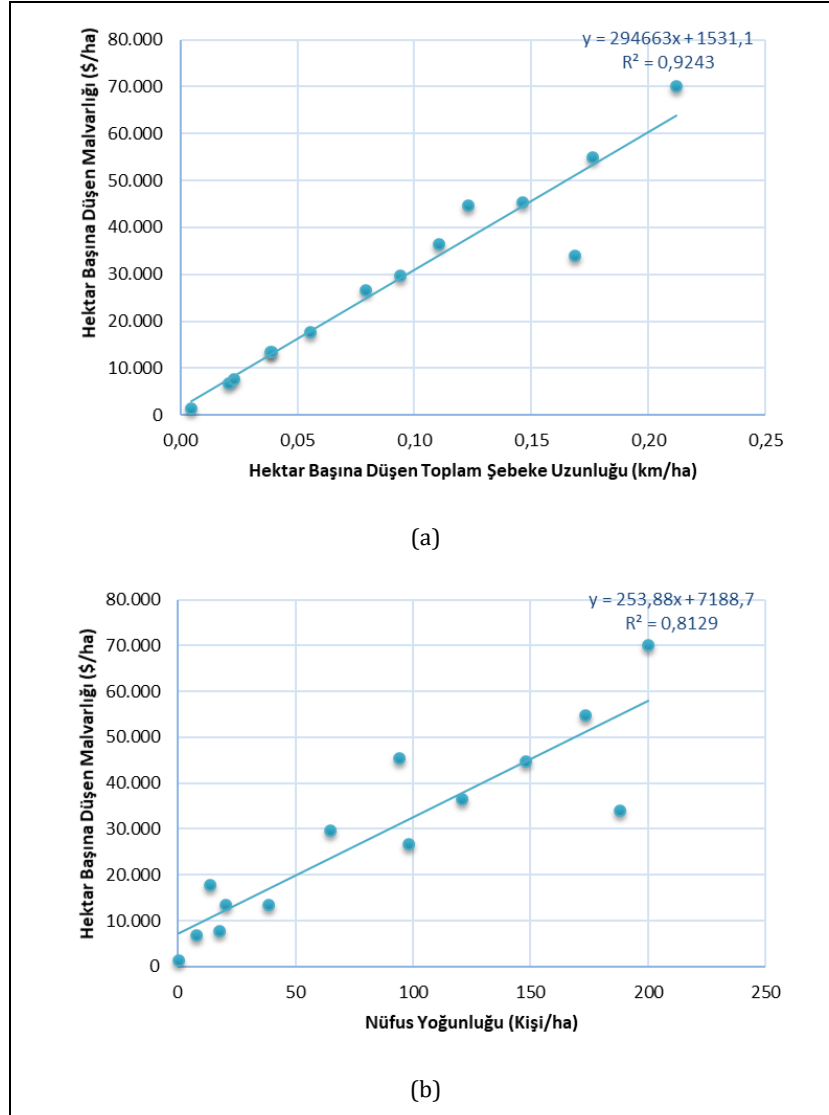 80.000
70.000
60.000
50.000
40.000
30.000
20.000
10.000
0
Hektar Başına Düşen Malvarlığı ($/ha)
y = 294663x + 1531,1
R² = 0,9243
0,00 0,05 0,10 0,15 0,20 0,25
Hektar Başına Düşen Toplam Şebeke Uzunluğu (km/ha)
(a)
80.000
70.000
60.000
50.000
40.000
30.000
20.000
10.000
0
Hektar Başına Düşen Malvarlığı ($/ha)
y = 253,88x + 7188,7
R² = 0,8129
0 50 100 150 200 250
Nüfus Yoğunluğu (Kişi/ha)
(b)